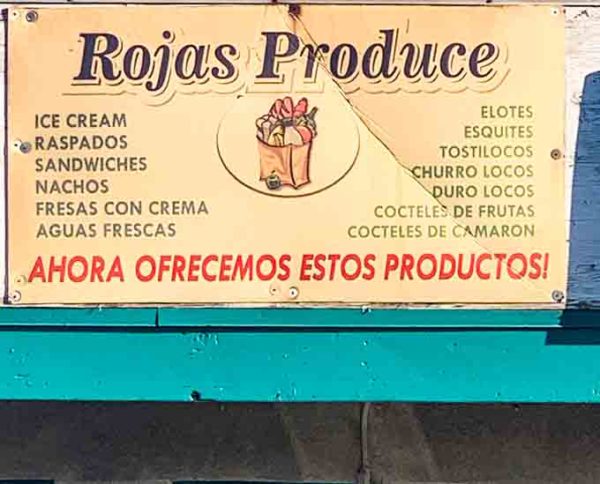 Rojas Produce
ICE CREAM
RASPADOS
SANDWICHES
NACHOS
FRESAS CON CREMA
AGUAS FRESCAS
ELOTES
ESQUITES
TOSTILOCOS
CHURRO LOCOS
DURO LOCOS
COCTELES DE FRUTAS
COCTELES DE CAMARON
AHORA OFRECEMOS ESTOS PRODUCTOS!